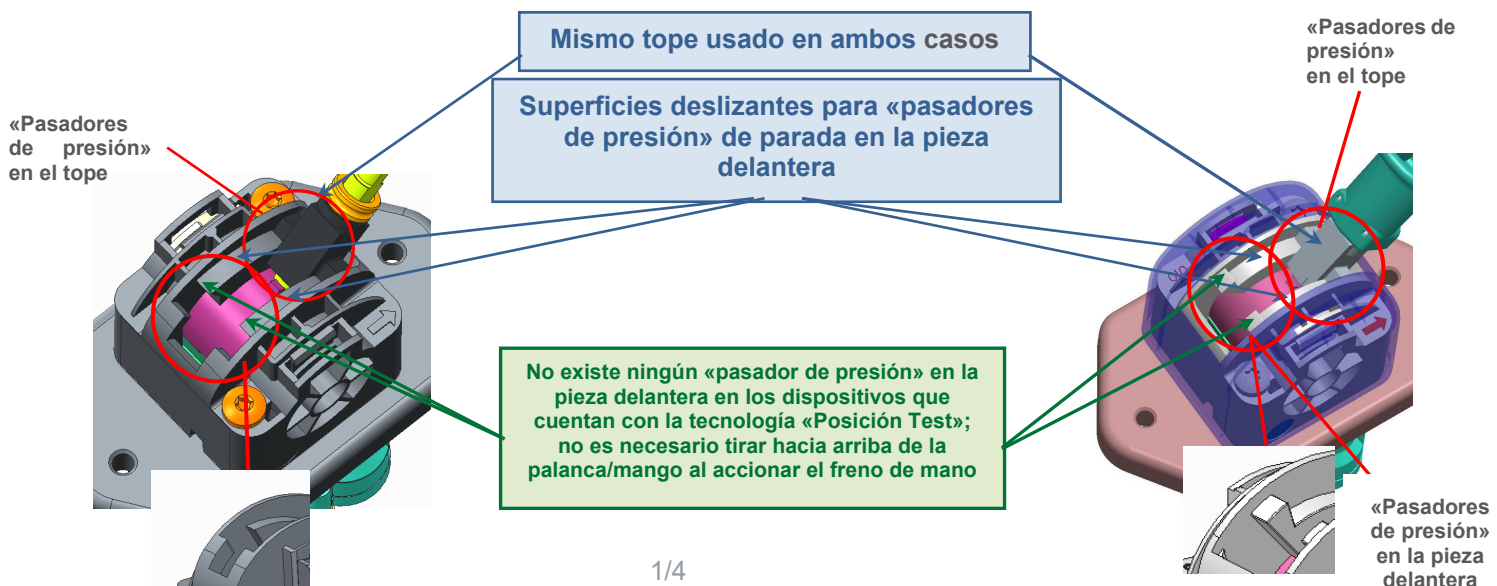 Mismo tope usado en ambos casos
«Pasadores de
presión»
en el tope
Superficies deslizantes para «pasadores
de presión» de parada en la pieza
delantera
«Pasadores
de presión»
en el tope
No existe ningún «pasador de presión» en la
pieza delantera en los dispositivos que
cuentan con la tecnología «Posición Test»;
no es necesario tirar hacia arriba de la
palanca/mango al accionar el freno de mano
«Pasadores
de presión»
en la pieza
delantera
1/4